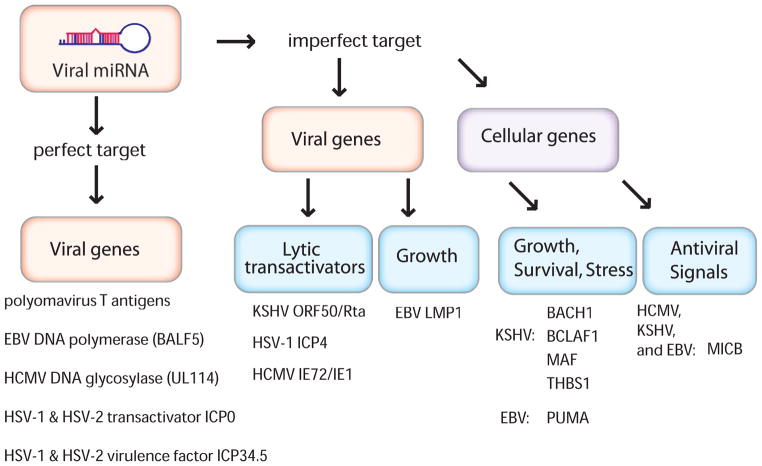 Viral miRNA
imperfect target
perfect target
Viral genes
Cellular genes
Viral genes
Lytic
transactivators
Growth
Growth,
Survival, Stress
Antiviral
Signals
polyomavirus T antigens
EBV DNA polymerase (BALF5)
HCMV DNA glycosylase (UL114)
HSV-1 & HSV-2 transactivator ICP0
HSV-1 & HSV-2 virulence factor ICP34.5
KSHV ORF50/Rta
HSV-1 ICP4
HCMV IE72/IE1
EBV LMP1
BACH1
KSHV: BCLAF1
MAF
THBS1
EBV: PUMA
HCMV,
KSHV,
and EBV: MICB